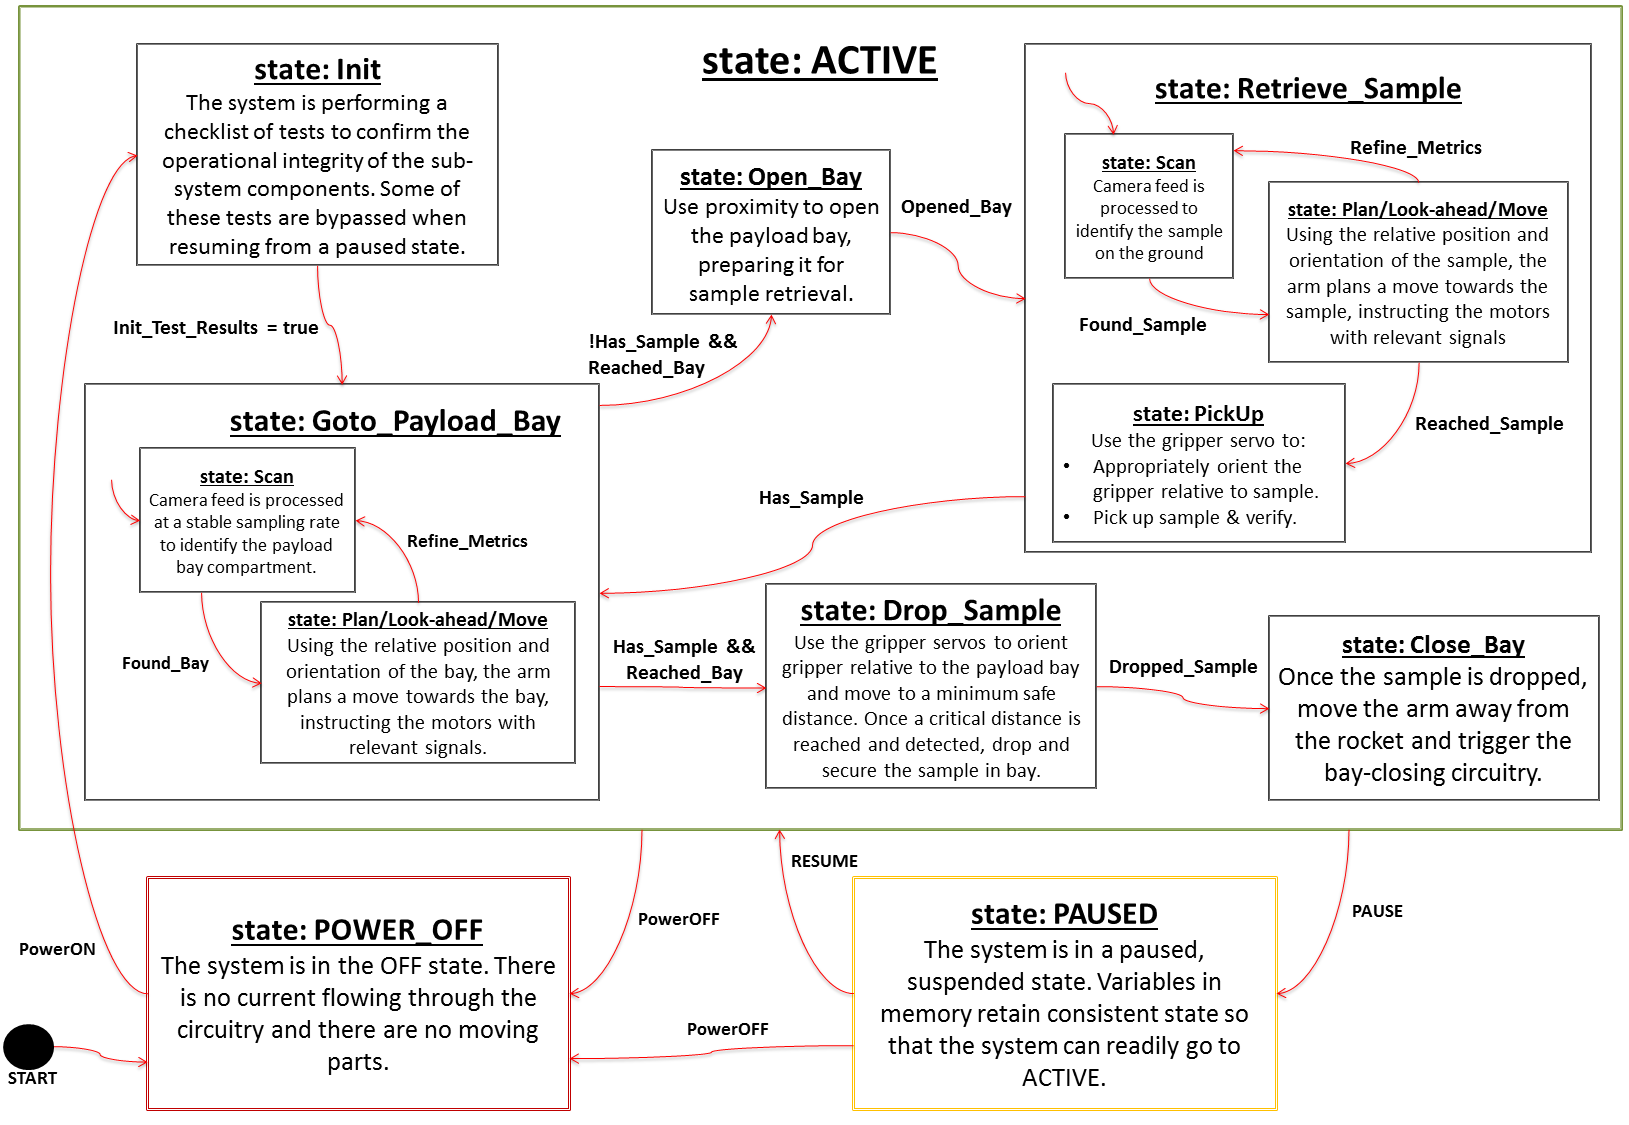 state: ACTIVE
state: Init
The system is performing a
checklist of tests to confirm the
operational integrity of the sub-
system components. Some of
these tests are bypassed when
resuming from a paused state.
Init_Test_Results = true
state: Open_Bay
Use proximity to open
the payload bay,
preparing it for
sample retrieval.
!Has_Sample &&
Reached_Bay
Opened_Bay
state: Retrieve_Sample
state: Scan
Camera feed is
processed to
identify the sample
on the ground
Refine_Metrics
Found_Sample
state: Plan/Look-ahead/Move
Using the relative position and
orientation of the sample, the
arm plans a move towards the
sample, instructing the motors
with relevant signals
Reached_Sample
state: PickUp
Use the gripper servo to:
• Appropriately orient the
gripper relative to sample.
• Pick up sample & verify.
Has_Sample
state: Goto_Payload_Bay
state: Scan
Camera feed is processed
at a stable sampling rate
to identify the payload
bay compartment.
Refine_Metrics
Found_Bay
state: Plan/Look-ahead/Move
Using the relative position and
orientation of the bay, the arm
plans a move towards the bay,
instructing the motors with
relevant signals.
Has_Sample &&
Reached_Bay
state: Drop_Sample
Use the gripper servos to orient
gripper relative to the payload bay
and move to a minimum safe
distance. Once a critical distance is
reached and detected, drop and
secure the sample in bay.
Dropped_Sample
state: Close_Bay
Once the sample is dropped,
move the arm away from
the rocket and trigger the
bay-closing circuitry.
PowerON
START
state: POWER_OFF
The system is in the OFF state. There
is no current flowing through the
circuitry and there are no moving
parts.
PowerOFF
RESUME
PowerOFF
state: PAUSED
The system is in a paused,
suspended state. Variables in
memory retain consistent state so
that the system can readily go to
ACTIVE.
PAUSE